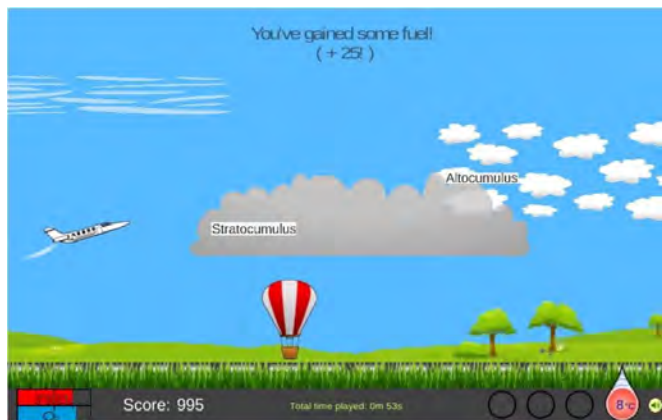 You've gained some fuel!
( + 25! )
Altocumulus
Stratocumulus
Score: 995
Total time played: 0m 53s
8°C